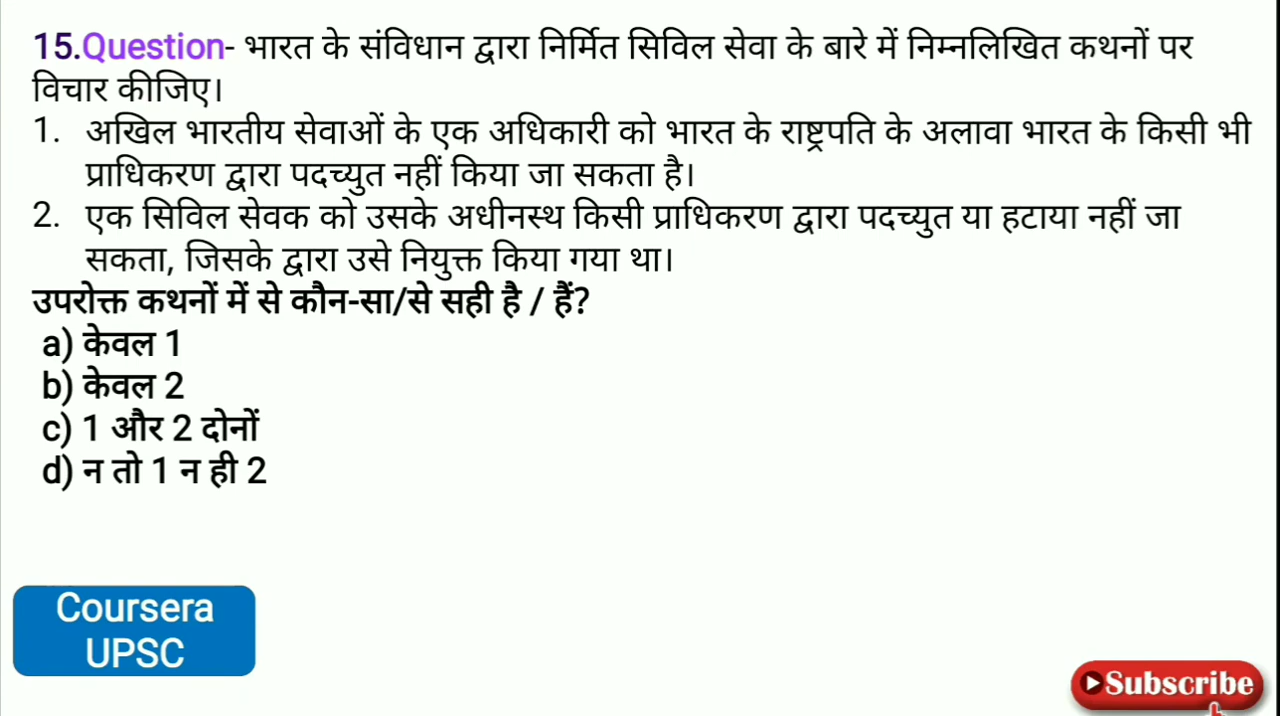 15.Question- भारत के संविधान द्वारा निर्मित सिविल सेवा के बारे में निम्नलिखित कथनों पर
विचार कीजिए।
1. अखिल भारतीय सेवाओं के एक अधिकारी को भारत के राष्ट्रपति के अलावा भारत के किसी भी
प्राधिकरण द्वारा पदच्युत नहीं किया जा सकता है।
2. एक सिविल सेवक को उसके अधीनस्थ किसी प्राधिकरण द्वारा पदच्युत या हटाया नहीं जा
सकता, जिसके द्वारा उसे नियुक्त किया गया था।
उपरोक्त कथनों में से कौन-सा/से सही है / हैं?
a) केवल 1
b) केवल 2
c) 1 और 2 दोनों
d) न तो 1 न ही 2
Coursera
UPSC
Subscribe